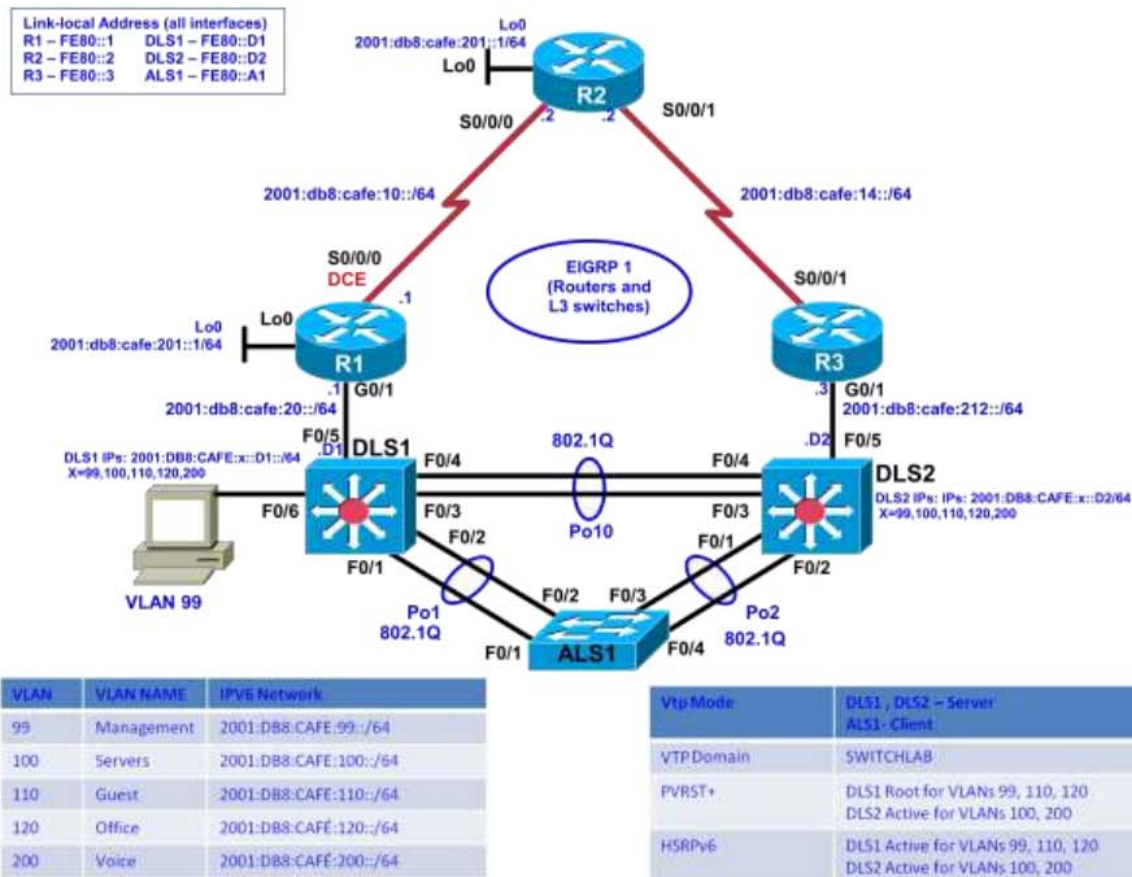 Link-local Address (all interfaces)
R1 – FE80::1 DLS1 – FE80::D1
R2 – FE80::2 DLS2 – FE80::D2
R3 – FE80::3 ALS1 – FE80::A1
Lo0
2001:db8:cafe:201::1/64
Lo0
R2
S0/0/0
.2
.2
S0/0/1
2001:db8:cafe:10::/64
2001:db8:cafe:14::/64
EIGRP 1
(Routers and
L3 switches)
S0/0/0
DCE
.1
S0/0/1
Lo0
Lo0
2001:db8:cafe:201::1/64
R1
R3
.1
G0/1
.3
G0/1
2001:db8:cafe:20::/64
2001:db8:cafe:212::/64
F0/5
.D1
DLS1
802.1Q
.D2
F0/5
DLS2
DLS1 IPs: 2001:DB8:CAFE:x::D1::/64
X=99,100,110,120,200
F0/4
F0/4
DLS2 IPs: IPs: 2001:DB8:CAFE:x::D2/64
X=99,100,110,120,200
F0/6
F0/3
F0/3
Po10
F0/2
F0/1
F0/1
F0/2
VLAN 99
F0/2
F0/3
Po1
802.1Q
Po2
802.1Q
F0/1
ALS1
F0/4
VLAN VLAN NAME IPV6 Network
99 Management 2001:DB8:CAFE:99::/64
100 Servers 2001:DB8:CAFE:100::/64
110 Guest 2001:DB8:CAFE:110::/64
120 Office 2001:DB8:CAFÉ:120::/64
200 Voice 2001:DB8:CAFÉ:200::/64
Vtp Mode DLS1 , DLS2 – Server
ALS1- Client
VTP Domain SWITCHLAB
PVRST+ DLS1 Root for VLANs 99, 110, 120
DLS2 Active for VLANs 100, 200
HSRPv6 DLS1 Active for VLANs 99, 110, 120
DLS2 Active for VLANs 100, 200